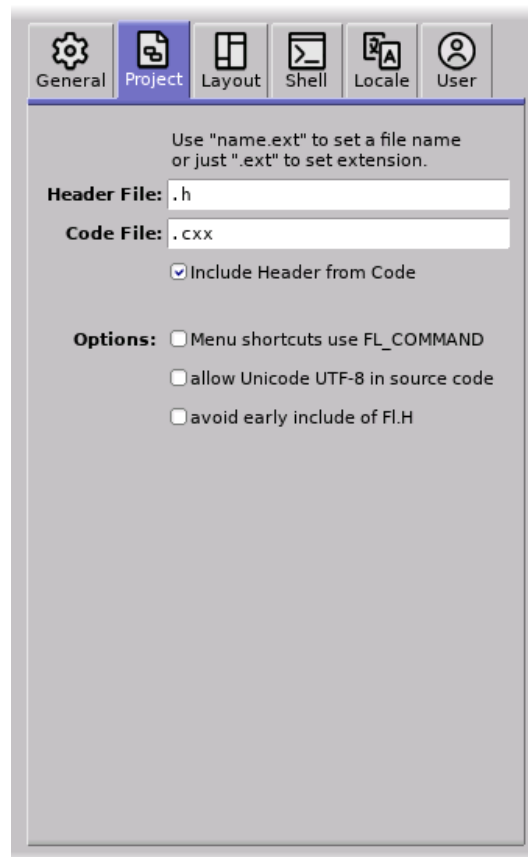 General Project Layout Shell Locale User
Use "name.ext" to set a file name
or just ".ext" to set extension.
Header File: .h
Code File: .cxx
Include Header from Code
Options: Menu shortcuts use FL_COMMAND
allow Unicode UTF-8 in source code
avoid early include of Fl.H